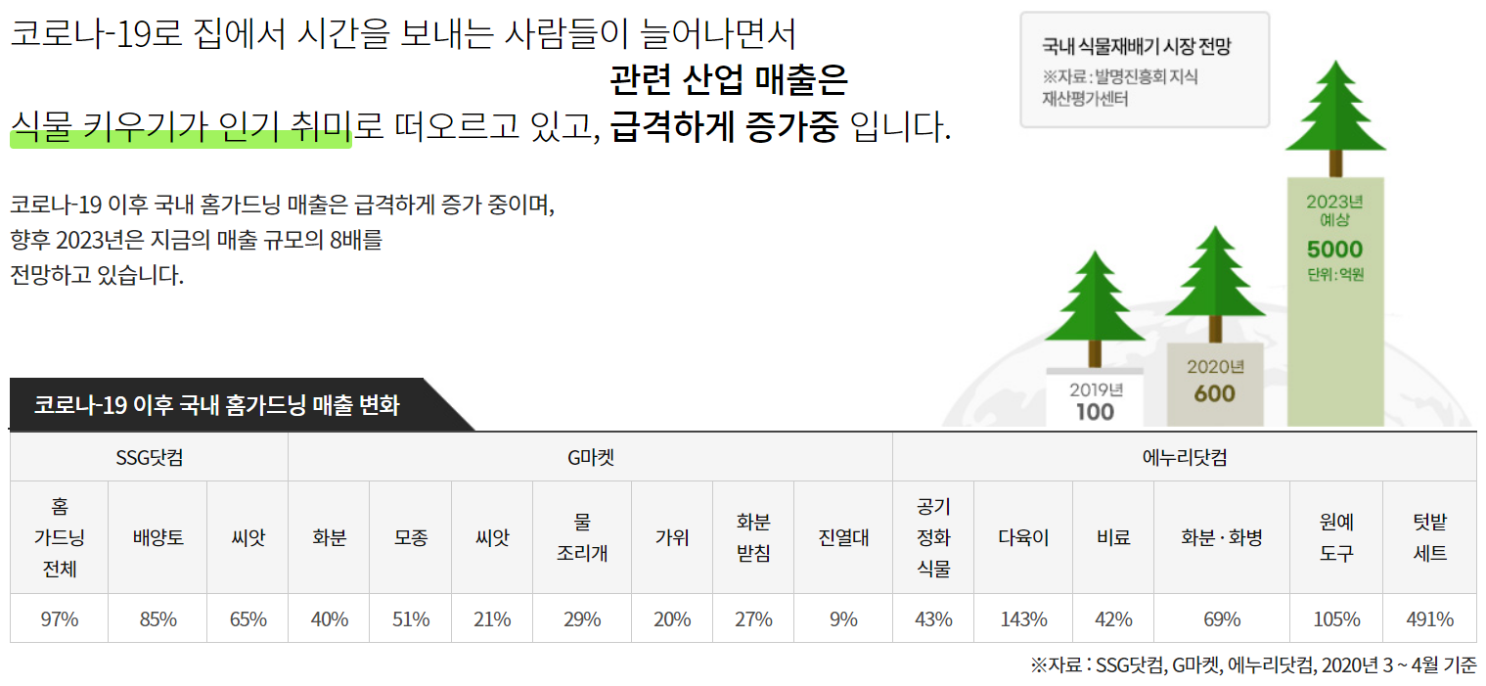 코로나-19로 집에서 시간을 보내는 사람들이 늘어나면서
관련 산업 매출은
식물 키우기가 인기 취미로 떠오르고 있고, 급격하게 증가중 입니다.
코로나-19 이후 국내 홈가드닝 매출은 급격하게 증가 중이며,
향후 2023년은 지금의 매출 규모의 8배를
전망하고 있습니다.
국내 식물재배기 시장 전망
※자료 : 발명진흥회 지식
재산평가센터
2019년
100
2020년
600
2023년
예상
5000
단위 : 억원
코로나-19 이후 국내 홈가드닝 매출 변화
SSG닷컴 G마켓 에누리닷컴
홈
가드닝
전체
배양토
씨앗
화분
모종
씨앗
물
조리개
가위
화분
받침
진열대
공기
정화
식물
다육이
비료
화분 · 화병
원예
도구
텃밭
세트
97% 85% 65% 40% 51% 21% 29% 20% 27% 9% 43% 143% 42% 69% 105% 491%
※자료 : SSG닷컴, G마켓, 에누리닷컴, 2020년 3 ~ 4월 기준